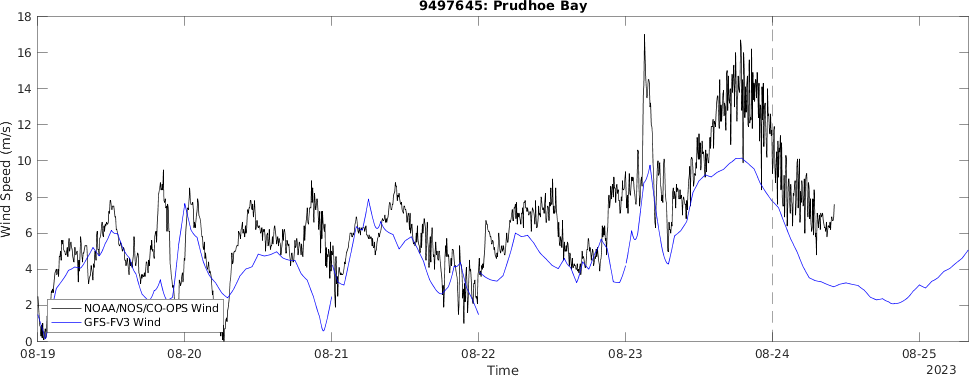 9497645: Prudhoe Bay
Wind Speed (m/s)
18
16
14
12
10
8
6
4
2
0
NOAA/NOS/CO-OPS Wind
GFS-FV3 Wind
08-19 08-20 08-21 08-22 08-23 08-24 08-25
Time
2023